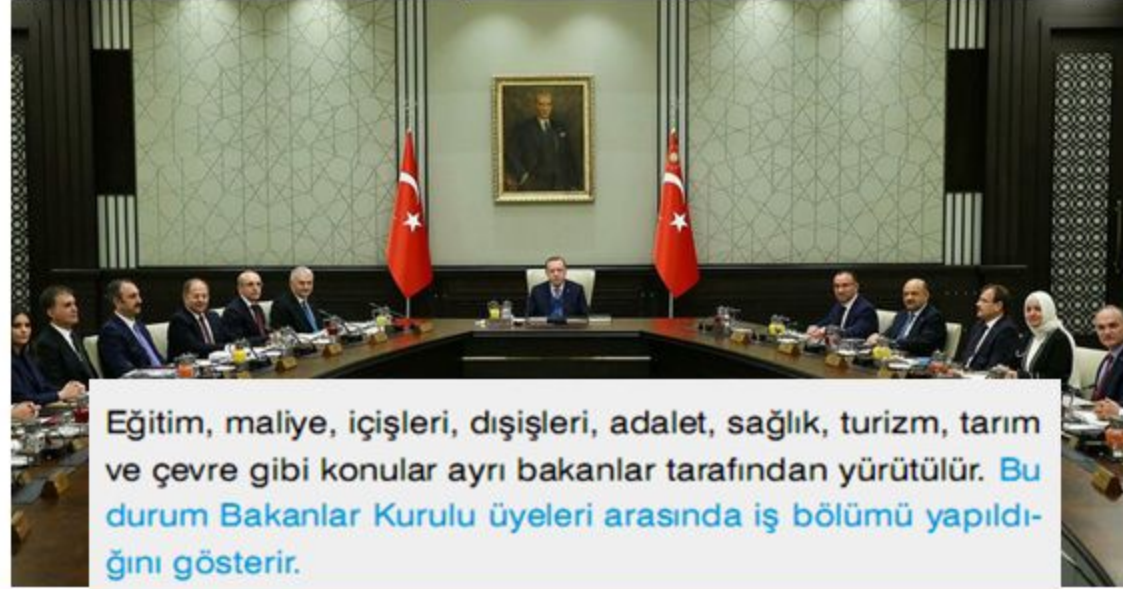 Eğitim, maliye, içişleri, dışişleri, adalet, sağlık, turizm, tarım
ve çevre gibi konular ayrı bakanlar tarafından yürütülür. Bu
durum Bakanlar Kurulu üyeleri arasında iş bölümü yapıldı-
ğını gösterir.